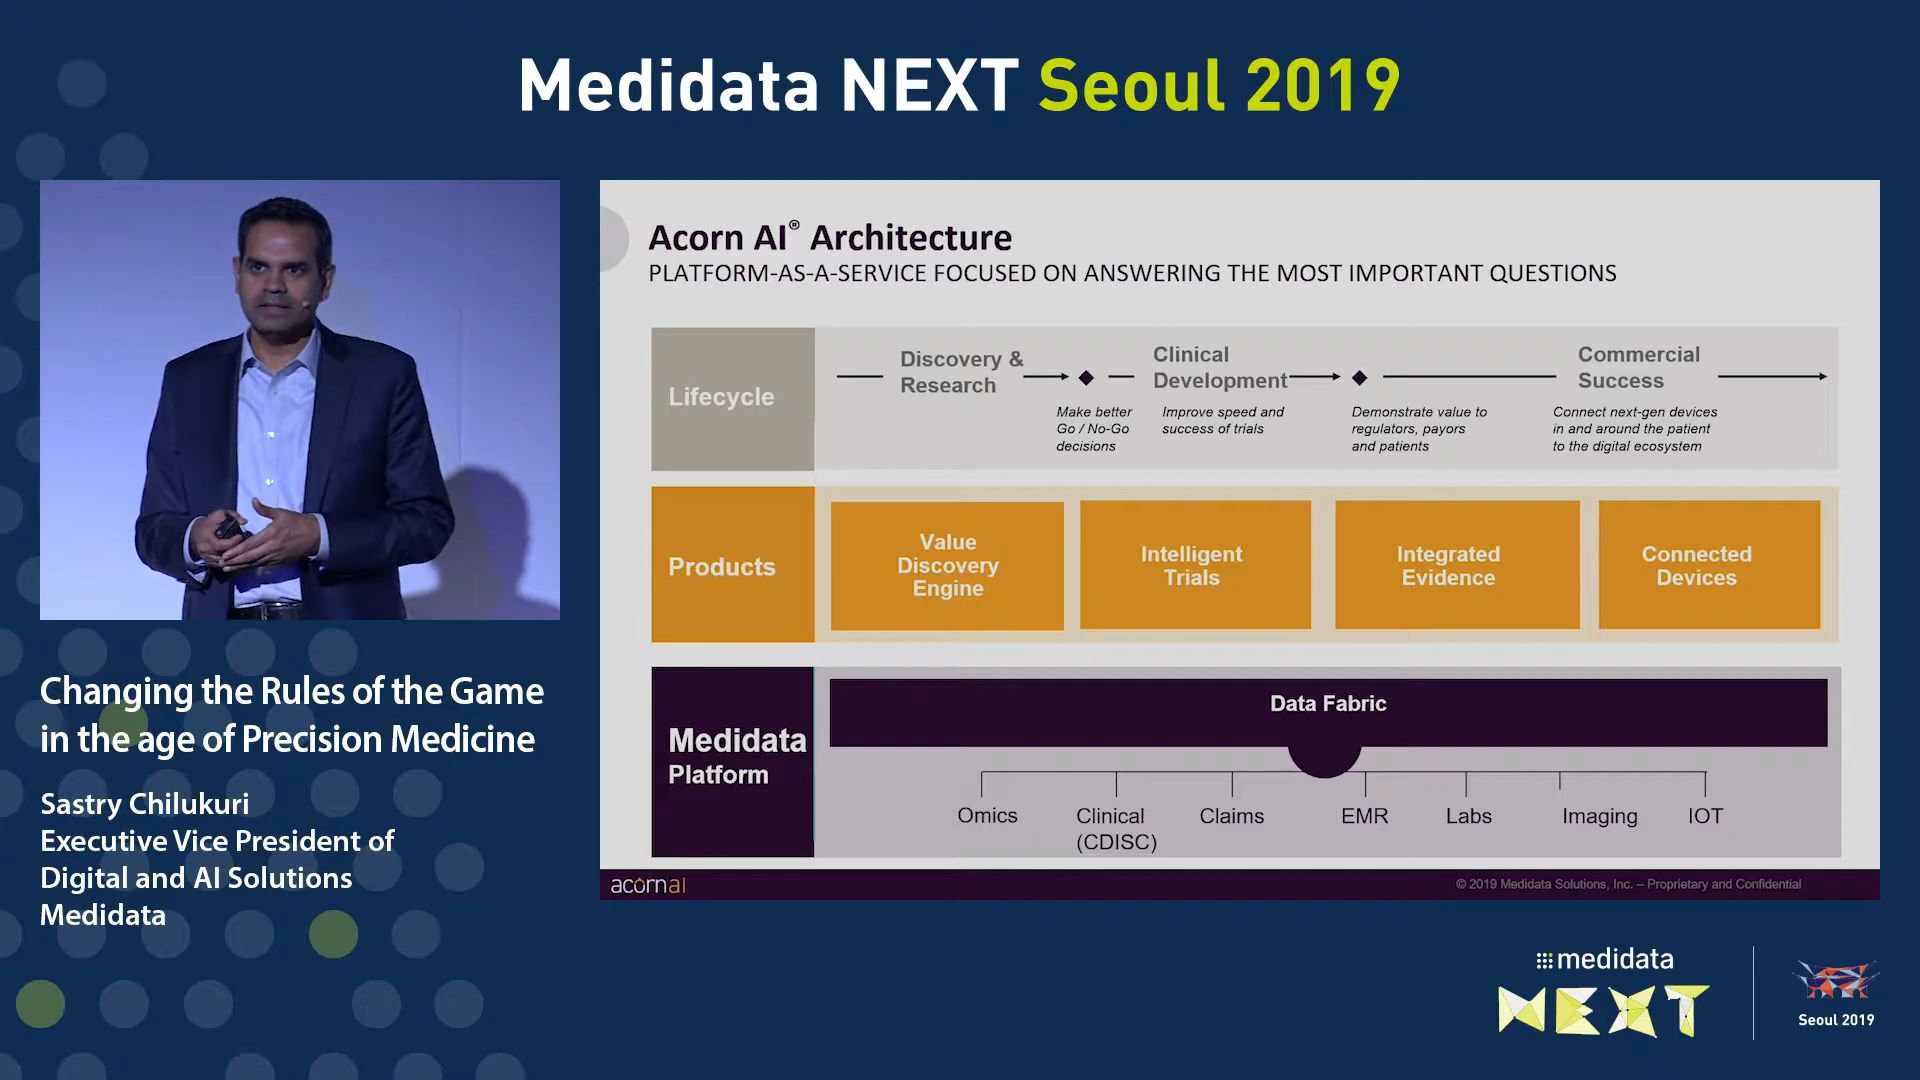 Medidata NEXT Seoul 2019
Acorn AI® Architecture
PLATFORM-AS-A-SERVICE FOCUSED ON ANSWERING THE MOST IMPORTANT QUESTIONS
Lifecycle
Discovery &
Research
Clinical
Development
Commercial
Success
Make better
Go / No-Go
decisions
Improve speed and
success of trials
Demonstrate value to
regulators, payors
and patients
Connect next-gen devices
in and around the patient
to the digital ecosystem
Products
Value
Discovery
Engine
Intelligent
Trials
Integrated
Evidence
Connected
Devices
Medidata
Platform
Data Fabric
Omics
Clinical
(CDISC)
Claims
EMR
Labs
Imaging
IOT
acornai
© 2019 Medidata Solutions, Inc. – Proprietary and Confidential
Changing the Rules of the Game
in the age of Precision Medicine
Sastry Chilukuri
Executive Vice President of
Digital and AI Solutions
Medidata
medidata
NEXT
Seoul 2019